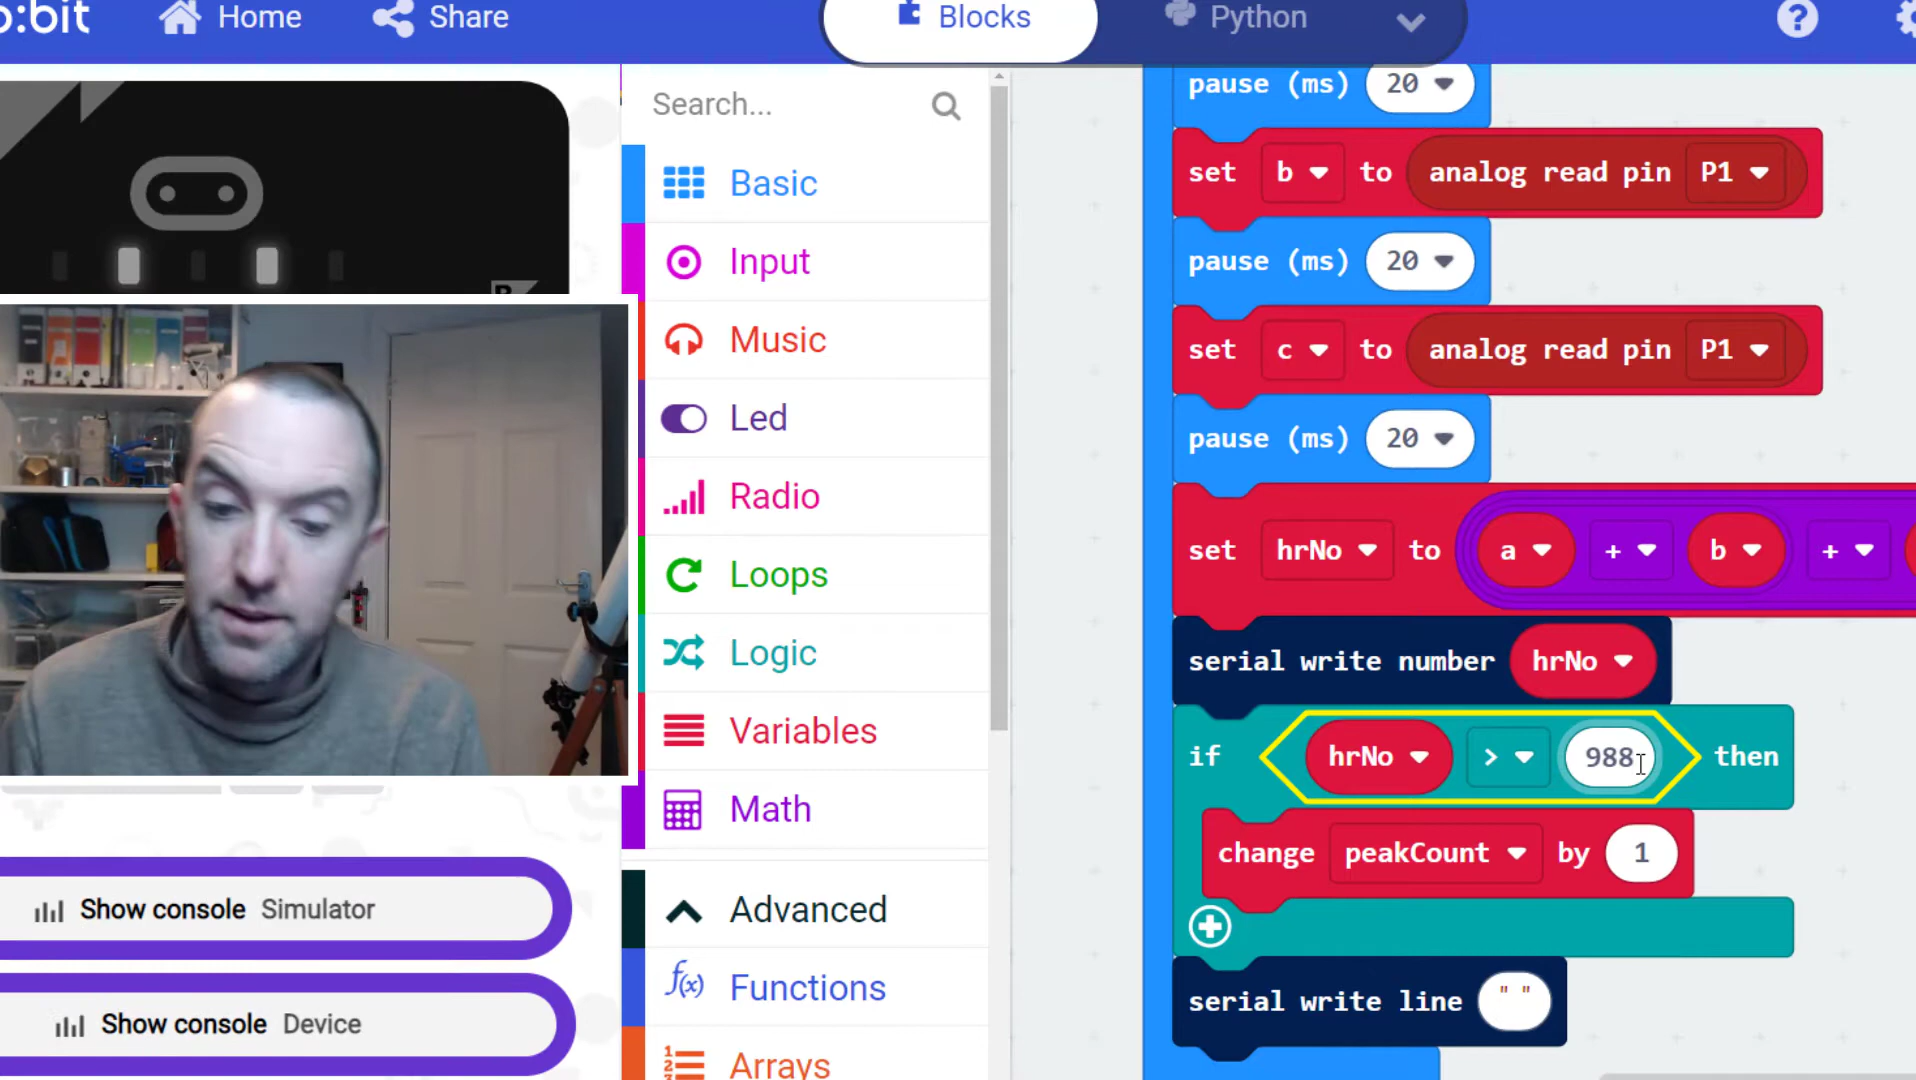 o:bit
Home
Share
Blocks
Python
Search...
Basic
Input
Music
Led
Radio
Loops
Logic
Variables
Math
Advanced
Functions
Arrays
Show console Simulator
Show console Device
pause (ms) 20
set b to analog read pin P1
pause (ms) 20
set c to analog read pin P1
pause (ms) 20
set hrNo to a + b +
serial write number hrNo
if hrNo > 988 then
change peakCount by 1
serial write line " "